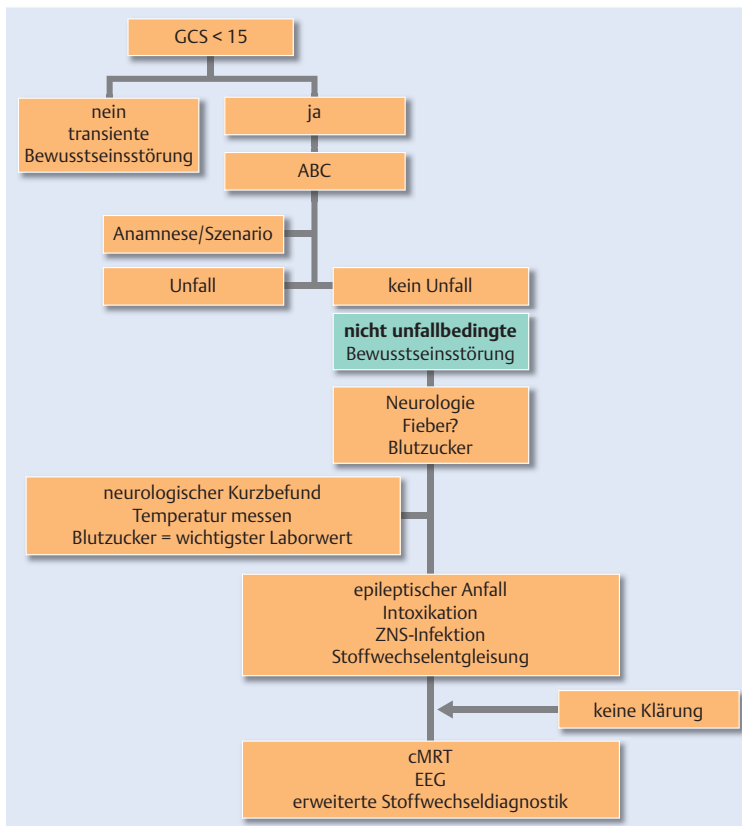 GCS < 15
nein
transiente
Bewusstseinsstörung
ja
ABC
Anamnese/Szenario
Unfall
kein Unfall
nicht unfallbedingte
Bewusstseinsstörung
Neurologie
Fieber?
Blutzucker
neurologischer Kurzbefund
Temperatur messen
Blutzucker = wichtigster Laborwert
epileptischer Anfall
Intoxikation
ZNS-Infektion
Stoffwechselentgleisung
keine Klärung
cMRT
EEG
erweiterte Stoffwechseldiagnostik